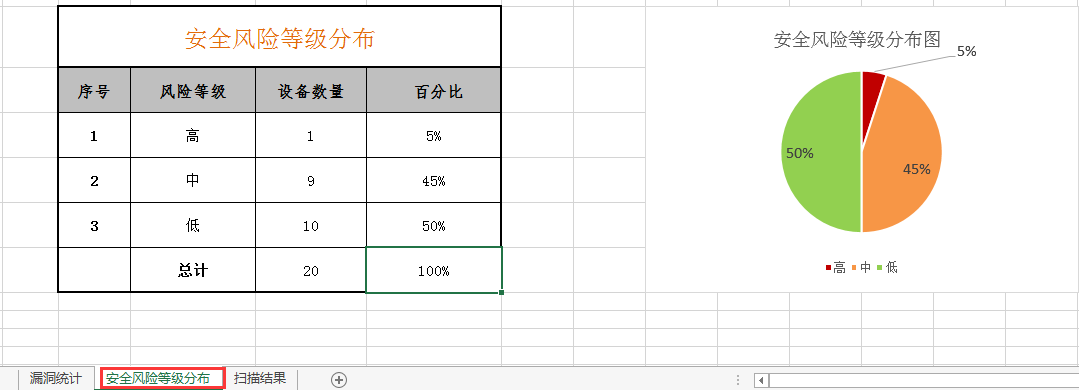 安全风险等级分布
序号 风险等级 设备数量 百分比
1 高 1 5%
2 中 9 45%
3 低 10 50%
总计 20 100%
安全风险等级分布图
5%
50%
45%
高 中 低
漏洞统计 安全风险等级分布 扫描结果